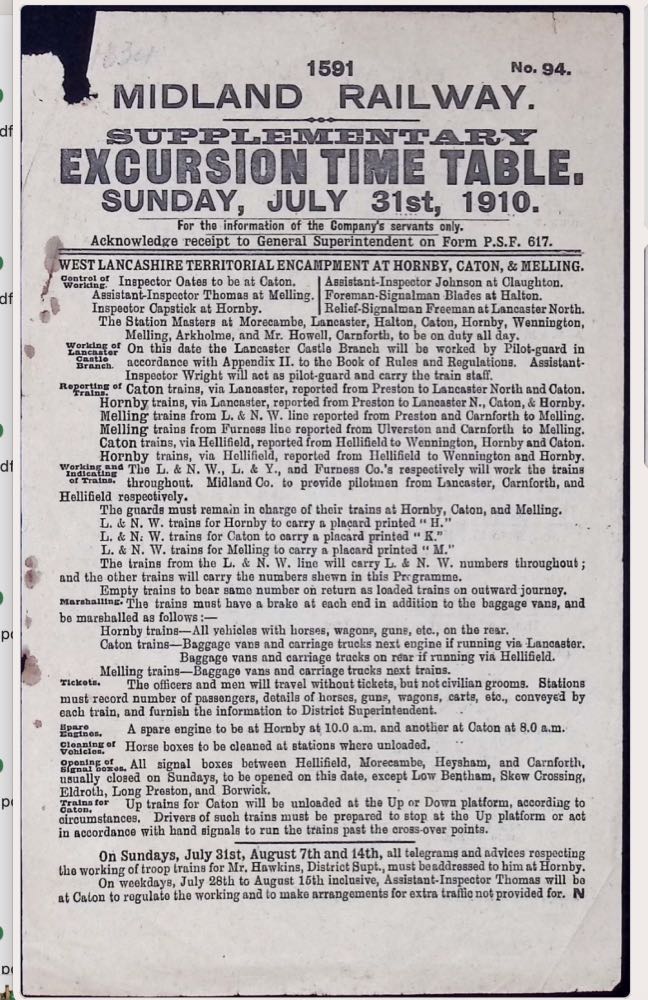 1591
No. 94.
MIDLAND RAILWAY.
SUPPLEMENTARY
EXCURSION TIME TABLE.
SUNDAY, JULY 31st, 1910.
For the information of the Company's servants only.
Acknowledge receipt to General Superintendent on Form P.S.F. 617.
WEST LANCASHIRE TERRITORIAL ENCAMPMENT AT HORNBY, CATON, & MELLING.
Control of Working. Inspector Oates to be at Caton. Assistant-Inspector Johnson at Claughton.
Assistant-Inspector Thomas at Melling. Foreman-Signalman Blades at Halton.
Inspector Capstick at Hornby. Relief-Signalman Freeman at Lancaster North.
The Station Masters at Morecambe, Lancaster, Halton, Caton, Hornby, Wennington,
Melling, Arkholme, and Mr. Howell, Carnforth, to be on duty all day.
Working of Lancaster Castle Branch. On this date the Lancaster Castle Branch will be worked by Pilot-guard in
accordance with Appendix II. to the Book of Rules and Regulations. Assistant-
Inspector Wright will act as pilot-guard and carry the train staff.
Reporting of Trains. Caton trains, via Lancaster, reported from Preston to Lancaster North and Caton.
Hornby trains, via Lancaster, reported from Preston to Lancaster N., Caton, & Hornby.
Melling trains from L. & N. W. line reported from Preston and Carnforth to Melling.
Melling trains from Furness line reported from Ulverston and Carnforth to Melling.
Caton trains, via Hellifield, reported from Hellifield to Wennington, Hornby and Caton.
Hornby trains, via Hellifield, reported from Hellifield to Wennington and Hornby.
Working and Indicating of Trains. The L. & N. W., L. & Y., and Furness Co.'s respectively will work the trains
throughout. Midland Co. to provide pilotmen from Lancaster, Carnforth, and
Hellifield respectively.
The guards must remain in charge of their trains at Hornby, Caton, and Melling.
L. & N. W. trains for Hornby to carry a placard printed "H."
L. & N. W. trains for Caton to carry a placard printed "K."
L. & N. W. trains for Melling to carry a placard printed "M."
The trains from the L. & N. W. line will carry L. & N. W. numbers throughout;
and the other trains will carry the numbers shewn in this Programme.
Empty trains to bear same number on return as loaded trains on outward journey.
Marshalling. The trains must have a brake at each end in addition to the baggage vans, and
be marshalled as follows:—
Hornby trains—All vehicles with horses, wagons, guns, etc., on the rear.
Caton trains—Baggage vans and carriage trucks next engine if running via Lancaster.
Baggage vans and carriage trucks on rear if running via Hellifield.
Melling trains—Baggage vans and carriage trucks next trains.
Tickets. The officers and men will travel without tickets, but not civilian grooms. Stations
must record number of passengers, details of horses, guns, wagons, carts, etc., conveyed by
each train, and furnish the information to District Superintendent.
Spare Engines. A spare engine to be at Hornby at 10.0 a.m. and another at Caton at 8.0 a.m.
Cleaning of Vehicles. Horse boxes to be cleaned at stations where unloaded.
Opening of Signal boxes. All signal boxes between Hellifield, Morecambe, Heysham, and Carnforth,
usually closed on Sundays, to be opened on this date, except Low Bentham, Skew Crossing,
Eldroth, Long Preston, and Borwick.
Trains for Caton. Up trains for Caton will be unloaded at the Up or Down platform, according to
circumstances. Drivers of such trains must be prepared to stop at the Up platform or act
in accordance with hand signals to run the trains past the cross-over points.
On Sundays, July 31st, August 7th and 14th, all telegrams and advices respecting
the working of troop trains for Mr. Hawkins, District Supt., must be addressed to him at Hornby.
On weekdays, July 28th to August 15th inclusive, Assistant-Inspector Thomas will be
at Caton to regulate the working and to make arrangements for extra traffic not provided for. N